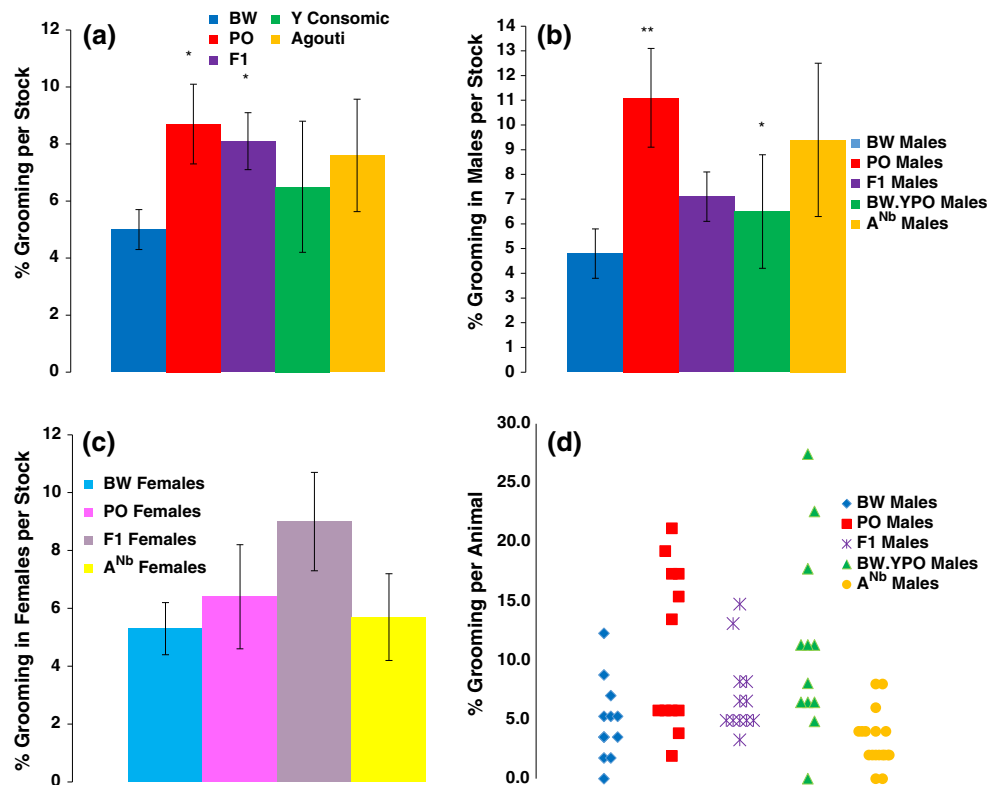 (a)
% Grooming per Stock
12
10
8
6
4
2
0
BW
PO
F1
Y Consomic
Agouti
*
*
(b)
% Grooming in Males per Stock
14
13
12
11
10
9
8
7
6
5
4
3
2
1
0
**
*
BW Males
PO Males
F1 Males
BW.YPO Males
A^Nb Males
(c)
% Grooming in Females per Stock
12
10
8
6
4
2
0
BW Females
PO Females
F1 Females
A^Nb Females
(d)
% Grooming per Animal
30.0
25.0
20.0
15.0
10.0
5.0
0.0
BW Males
PO Males
F1 Males
BW.YPO Males
A^Nb Males